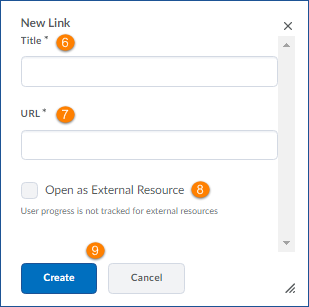 New Link
Title * 6
URL * 7
Open as External Resource 8
User progress is not tracked for external resources
9
Create Cancel